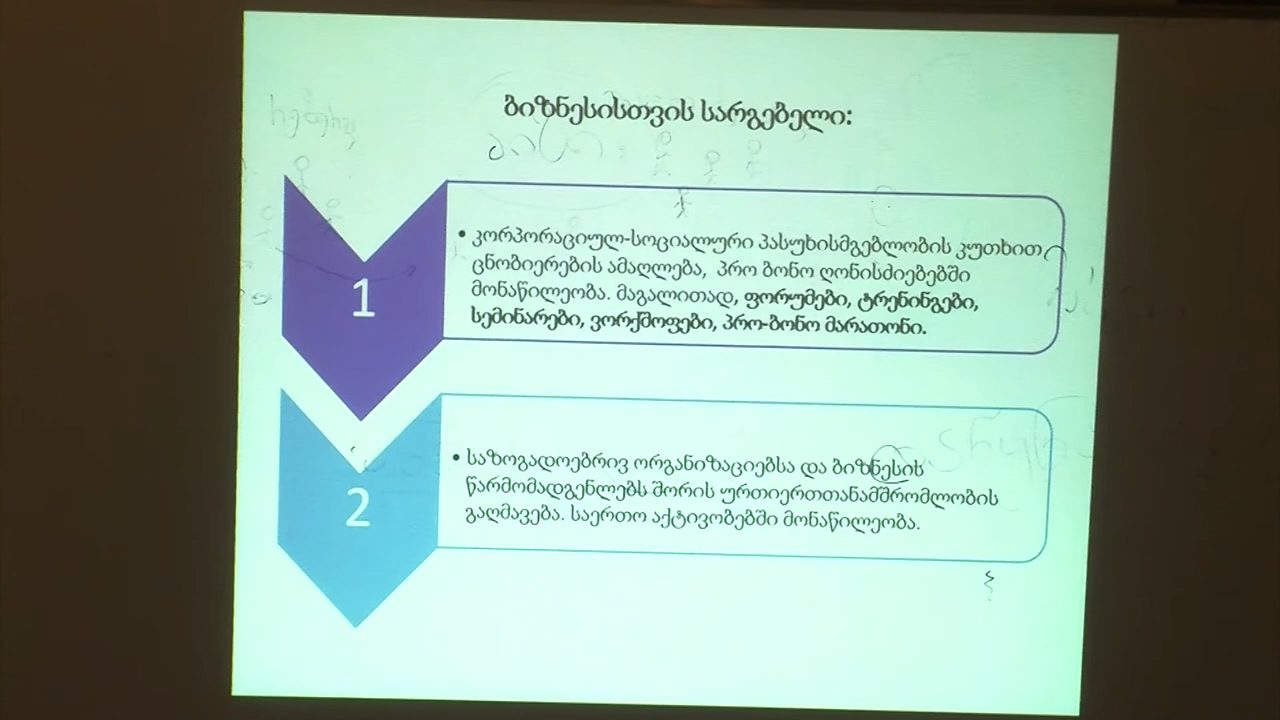 ბიზნესისთვის სარგებელი:
1
• კორპორაციულ-სოციალური პასუხისმგებლობის კუთხით
ცნობიერების ამაღლება, პრო ბონო ღონისძიებებში
მონაწილეობა. მაგალითად, ფორუმები, ტრენინგები,
სემინარები, ვორქშოფები, პრო-ბონო მარათონი.
2
• საზოგადოებრივ ორგანიზაციებსა და ბიზნესის
წარმომადგენლებს შორის ურთიერთთანამშრომლობის
გაღმავება. საერთო აქტივობებში მონაწილეობა.